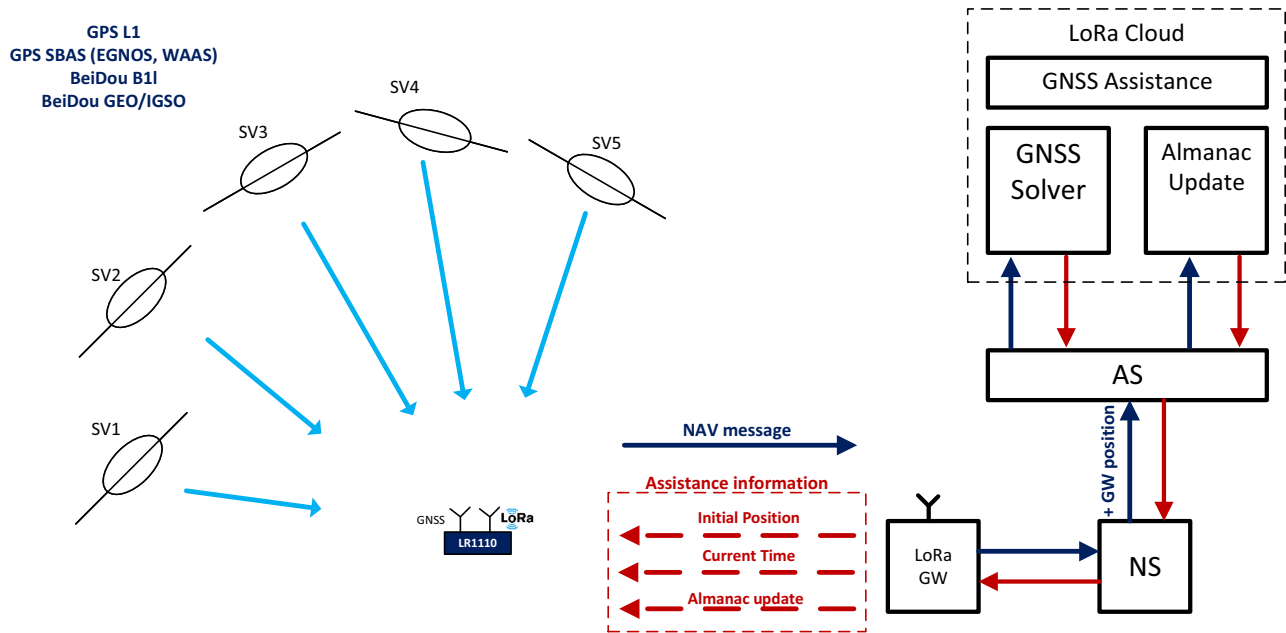 GPS L1
GPS SBAS (EGNOS, WAAS)
BeiDou B1I
BeiDou GEO/IGSO
SV1
SV2
SV3
SV4
SV5
GNSS
LoRa
LR1110
NAV message
Assistance information
Initial Position
Current Time
Almanac update
LoRa
GW
NS
+ GW position
AS
LoRa Cloud
GNSS Assistance
GNSS
Solver
Almanac
Update